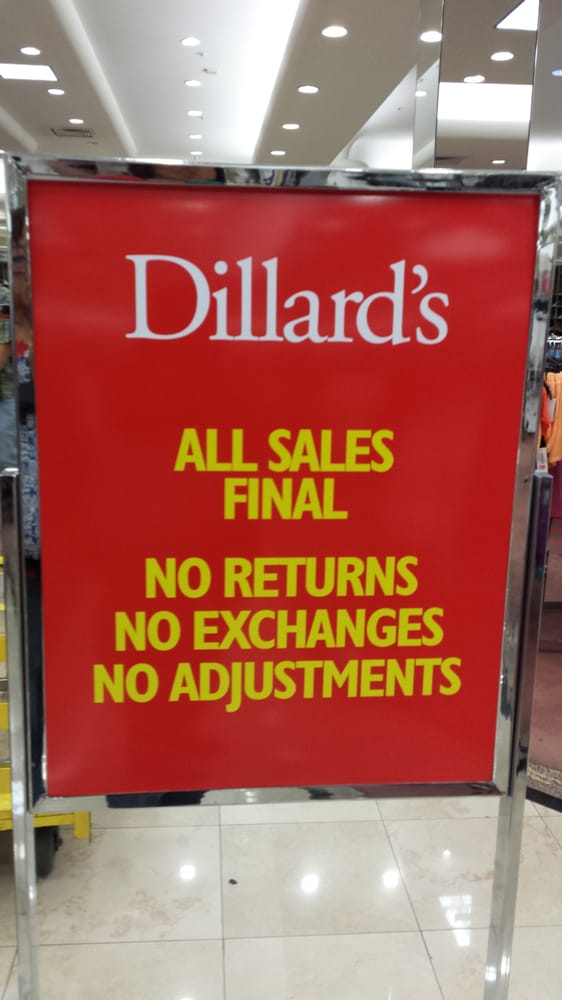 Dillard's
ALL SALES
FINAL
NO RETURNS
NO EXCHANGES
NO ADJUSTMENTS